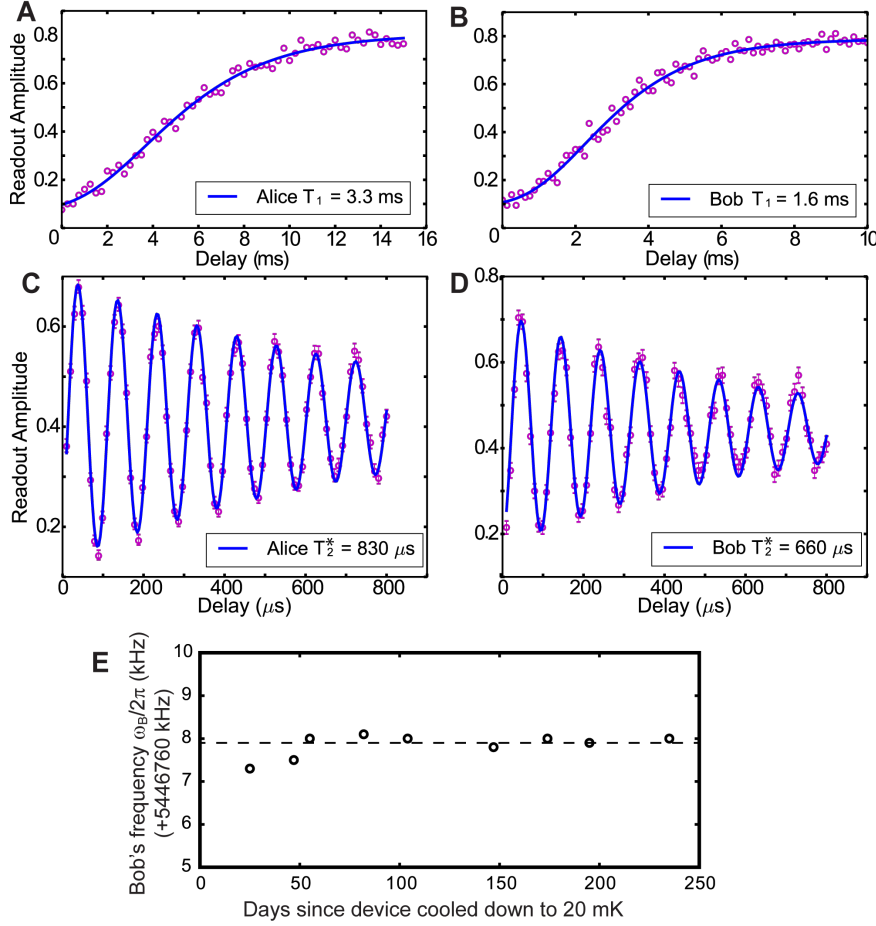 A
Readout Amplitude
0.8
0.6
0.4
0.2
0
0 2 4 6 8 10 12 14 16
Delay (ms)
Alice T1 = 3.3 ms
B
0.8
0.6
0.4
0.2
0
0 2 4 6 8 10
Delay (ms)
Bob T1 = 1.6 ms
C
Readout Amplitude
0.6
0.4
0.2
0 200 400 600 800
Delay (μs)
Alice T2* = 830 μs
D
0.8
0.6
0.4
0.2
0 200 400 600 800
Delay (μs)
Bob T2* = 660 μs
E
Bob's frequency ωB/2π (kHz)
(+5446760 kHz)
10
9
8
7
6
5
0 50 100 150 200 250
Days since device cooled down to 20 mK